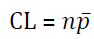 CL = np̄